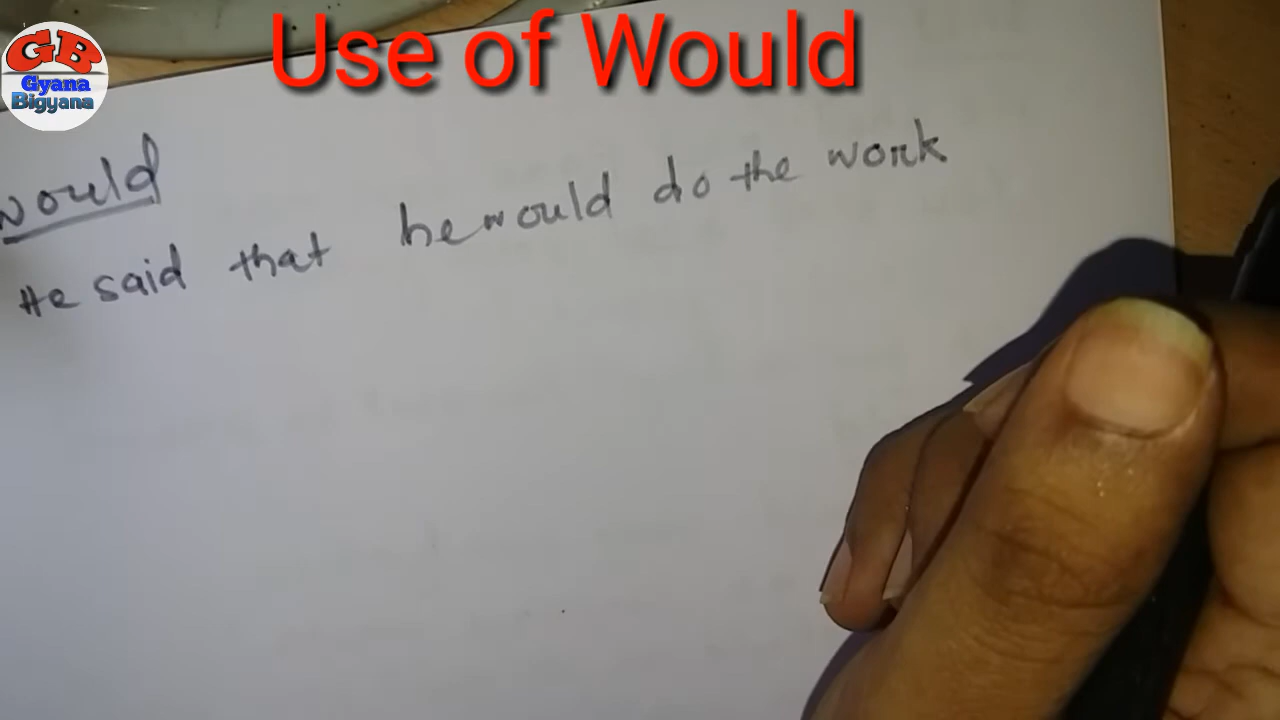 Use of Would
GB
Gyana
Bigyana
would
He said that he would do the work